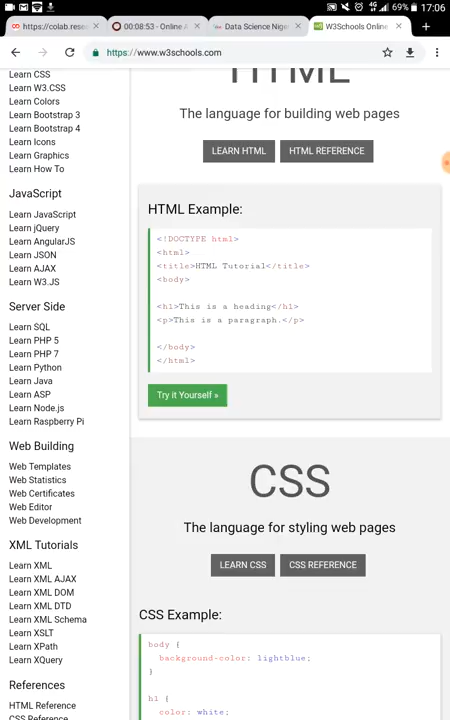 69% 17:06
https://colab.resea
00:08:53 - Online A
Data Science Nige
W3Schools Online
https://www.w3schools.com
Learn CSS
Learn W3.CSS
Learn Colors
Learn Bootstrap 3
Learn Bootstrap 4
Learn Icons
Learn Graphics
Learn How To
JavaScript
Learn JavaScript
Learn jQuery
Learn AngularJS
Learn JSON
Learn AJAX
Learn W3.JS
Server Side
Learn SQL
Learn PHP 5
Learn PHP 7
Learn Python
Learn Java
Learn ASP
Learn Node.js
Learn Raspberry Pi
Web Building
Web Templates
Web Statistics
Web Certificates
Web Editor
Web Development
XML Tutorials
Learn XML
Learn XML AJAX
Learn XML DOM
Learn XML DTD
Learn XML Schema
Learn XSLT
Learn XPath
Learn XQuery
References
HTML Reference
CSS Reference
HTML
The language for building web pages
LEARN HTML HTML REFERENCE
HTML Example:
<!DOCTYPE html>
<html>
<title>HTML Tutorial</title>
<body>
<h1>This is a heading</h1>
<p>This is a paragraph.</p>
</body>
</html>
Try it Yourself »
CSS
The language for styling web pages
LEARN CSS CSS REFERENCE
CSS Example:
body {
background-color: lightblue;
}
h1 {
color: white;